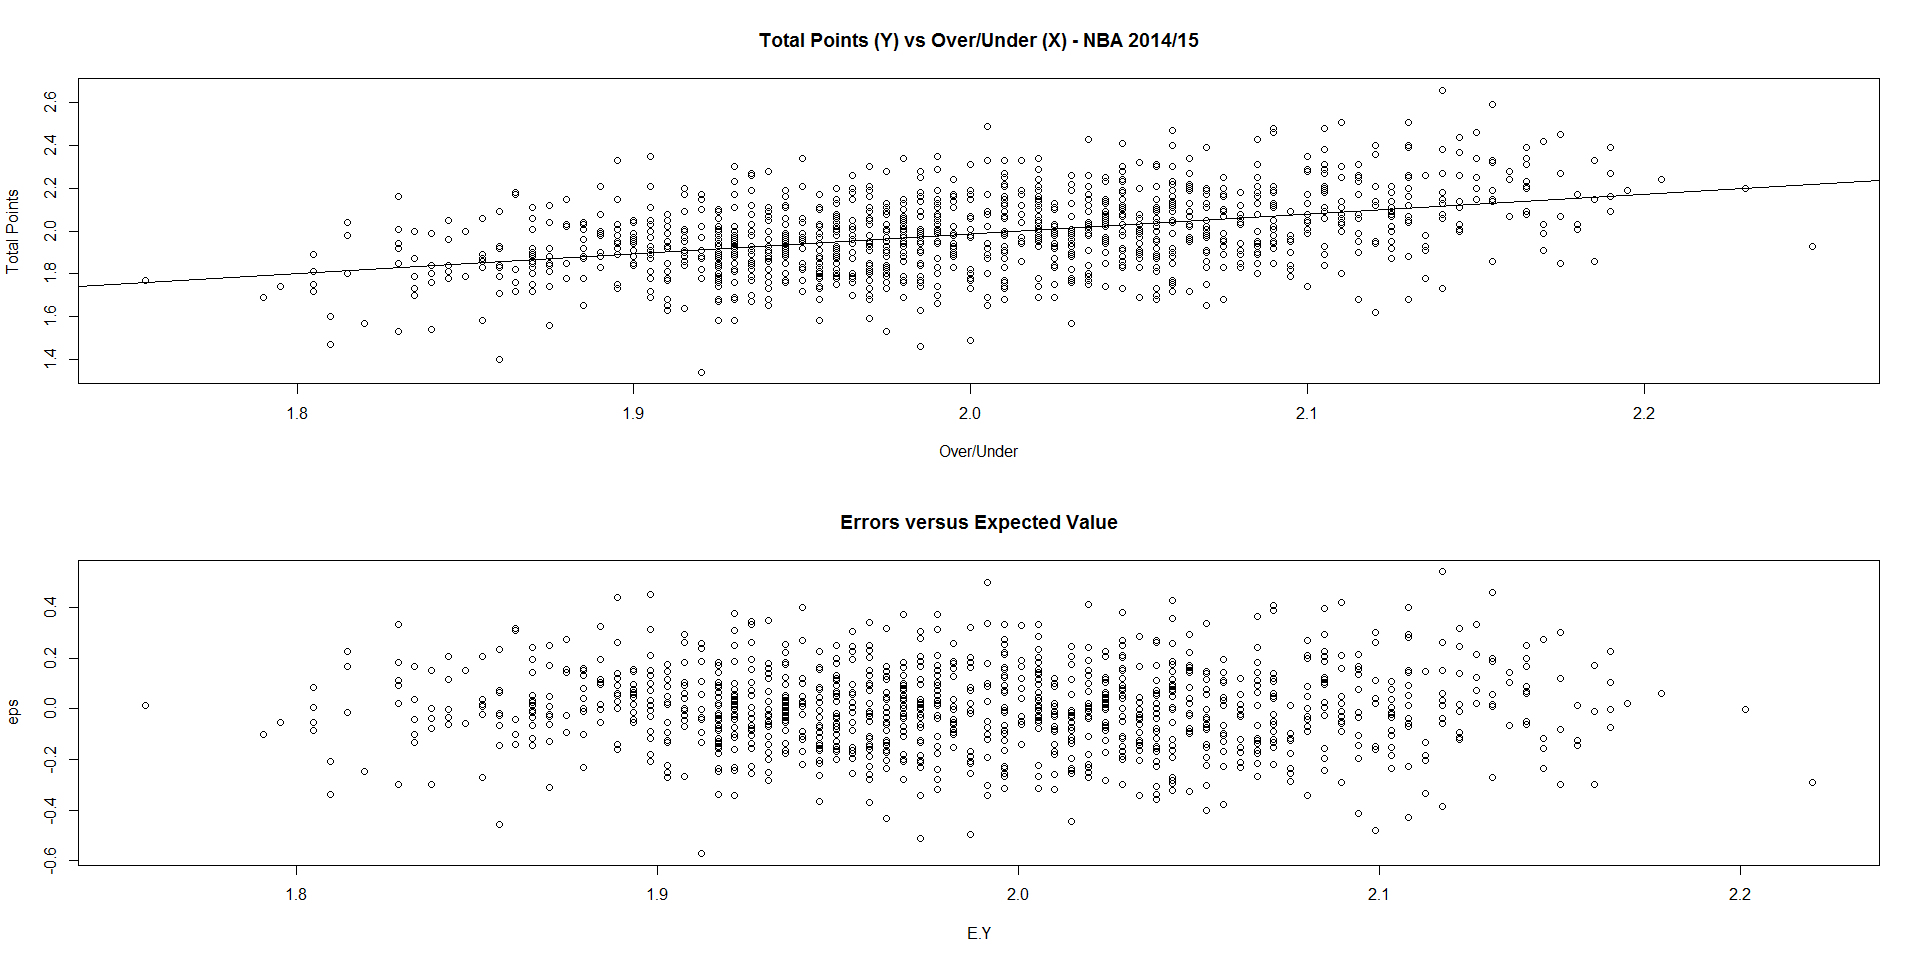 Total Points (Y) vs Over/Under (X) - NBA 2014/15
Total Points
2.6
2.4
2.2
2.0
1.8
1.6
1.4
1.8 1.9 2.0 2.1 2.2
Over/Under
Errors versus Expected Value
eps
0.4
0.2
0.0
-0.2
-0.4
-0.6
1.8 1.9 2.0 2.1 2.2
E.Y